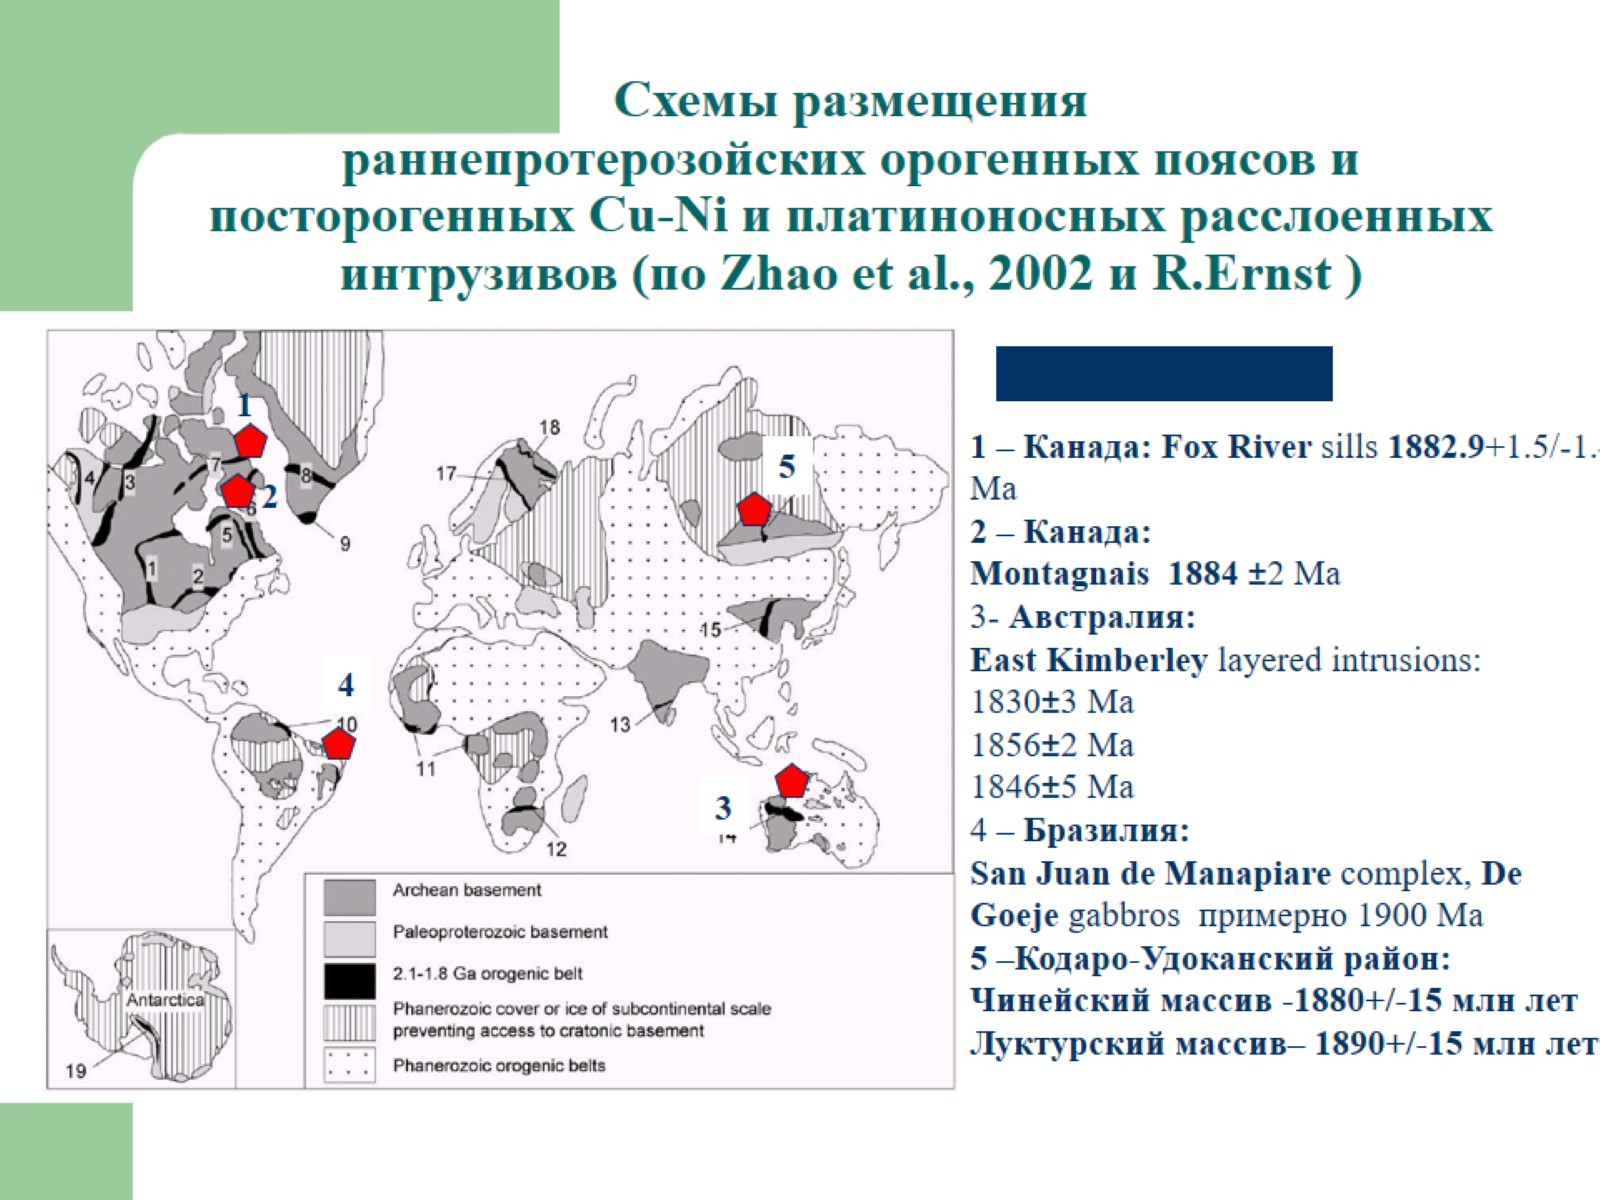 Схемы размещения
раннепротерозойских орогенных поясов и
посторогенных Cu-Ni и платиноносных расслоенных
интрузивов (по Zhao et al., 2002 и R.Ernst )
1
4
3
7
2
6
8
5
9
1
2
18
17
5
15
4
10
11
13
12
3
14
Archean basement
Paleoproterozoic basement
2.1-1.8 Ga orogenic belt
Phanerozoic cover or ice of subcontinental scale
preventing access to cratonic basement
Phanerozoic orogenic belts
Antarctica
19
1 – Канада: Fox River sills 1882.9+1.5/-1.
Ma
2 – Канада:
Montagnais 1884 ±2 Ma
3- Австралия:
East Kimberley layered intrusions:
1830±3 Ma
1856±2 Ma
1846±5 Ma
4 – Бразилия:
San Juan de Manapiare complex, De
Goeje gabbros примерно 1900 Ma
5 –Кодаро-Удоканский район:
Чинейский массив -1880+/-15 млн лет
Луктурский массив– 1890+/-15 млн лет